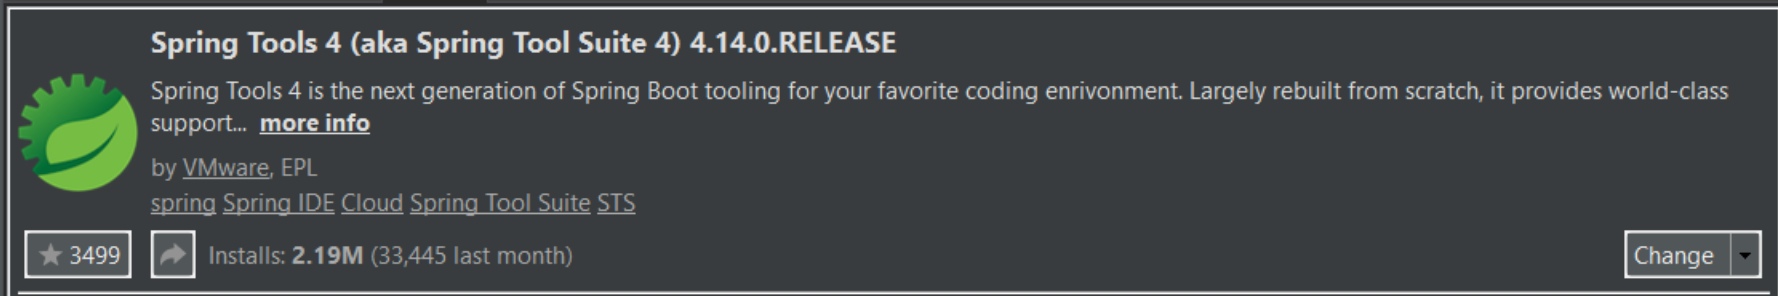 Spring Tools 4 (aka Spring Tool Suite 4) 4.14.0.RELEASE
Spring Tools 4 is the next generation of Spring Boot tooling for your favorite coding enrivonment. Largely rebuilt from scratch, it provides world-class
support... more info
by VMware, EPL
spring Spring IDE Cloud Spring Tool Suite STS
3499 Installs: 2.19M (33,445 last month) Change